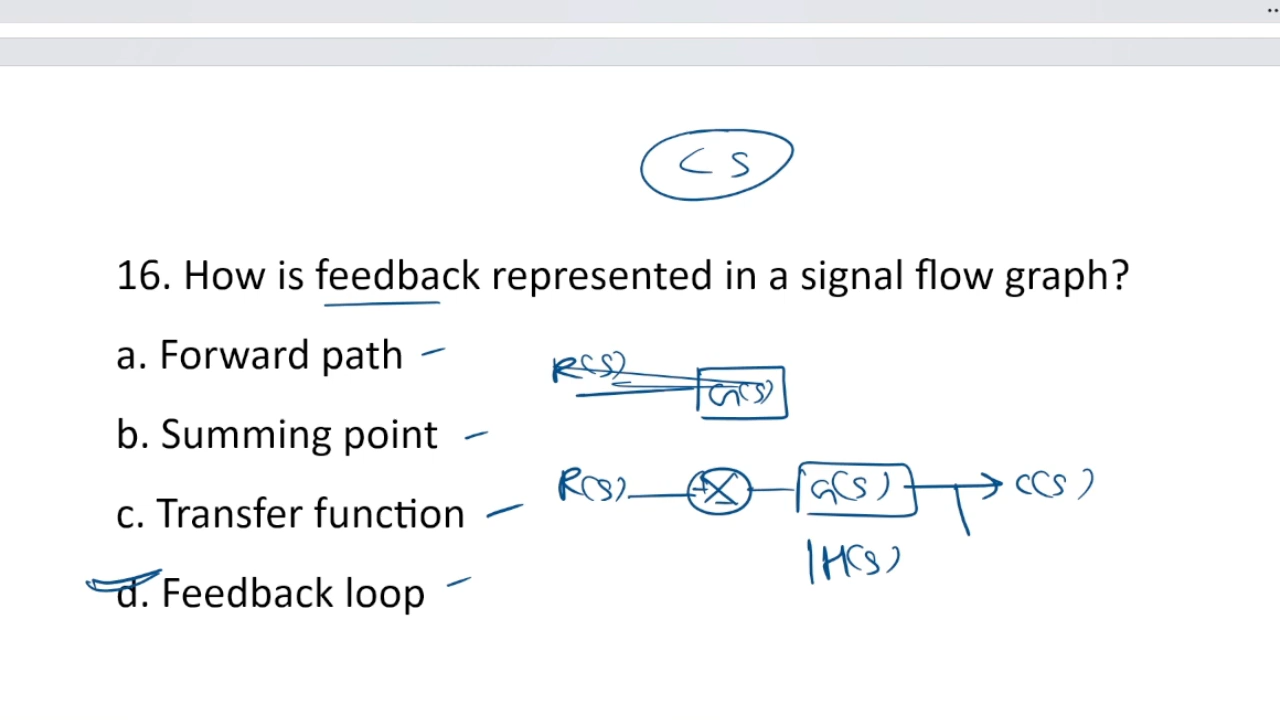 CS
16. How is feedback represented in a signal flow graph?
a. Forward path
R(s) G(s)
b. Summing point
R(s) G(s) C(s)
c. Transfer function
H(s)
d. Feedback loop